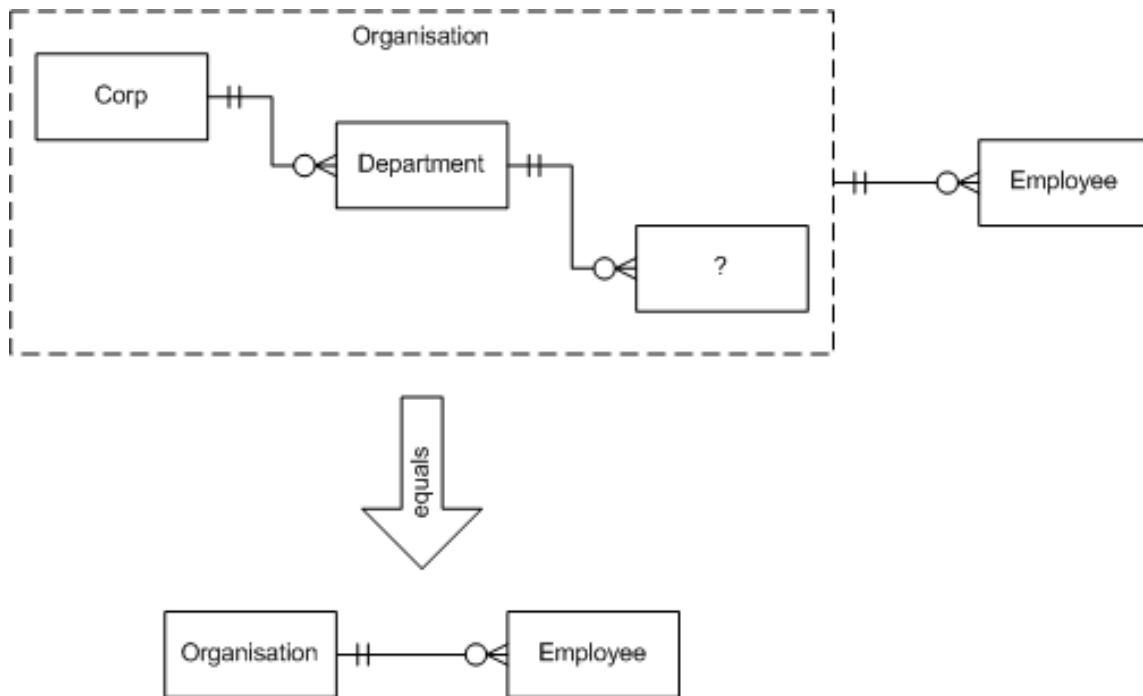 Organisation
Corp
Department
Employee
?
equals
Organisation
Employee